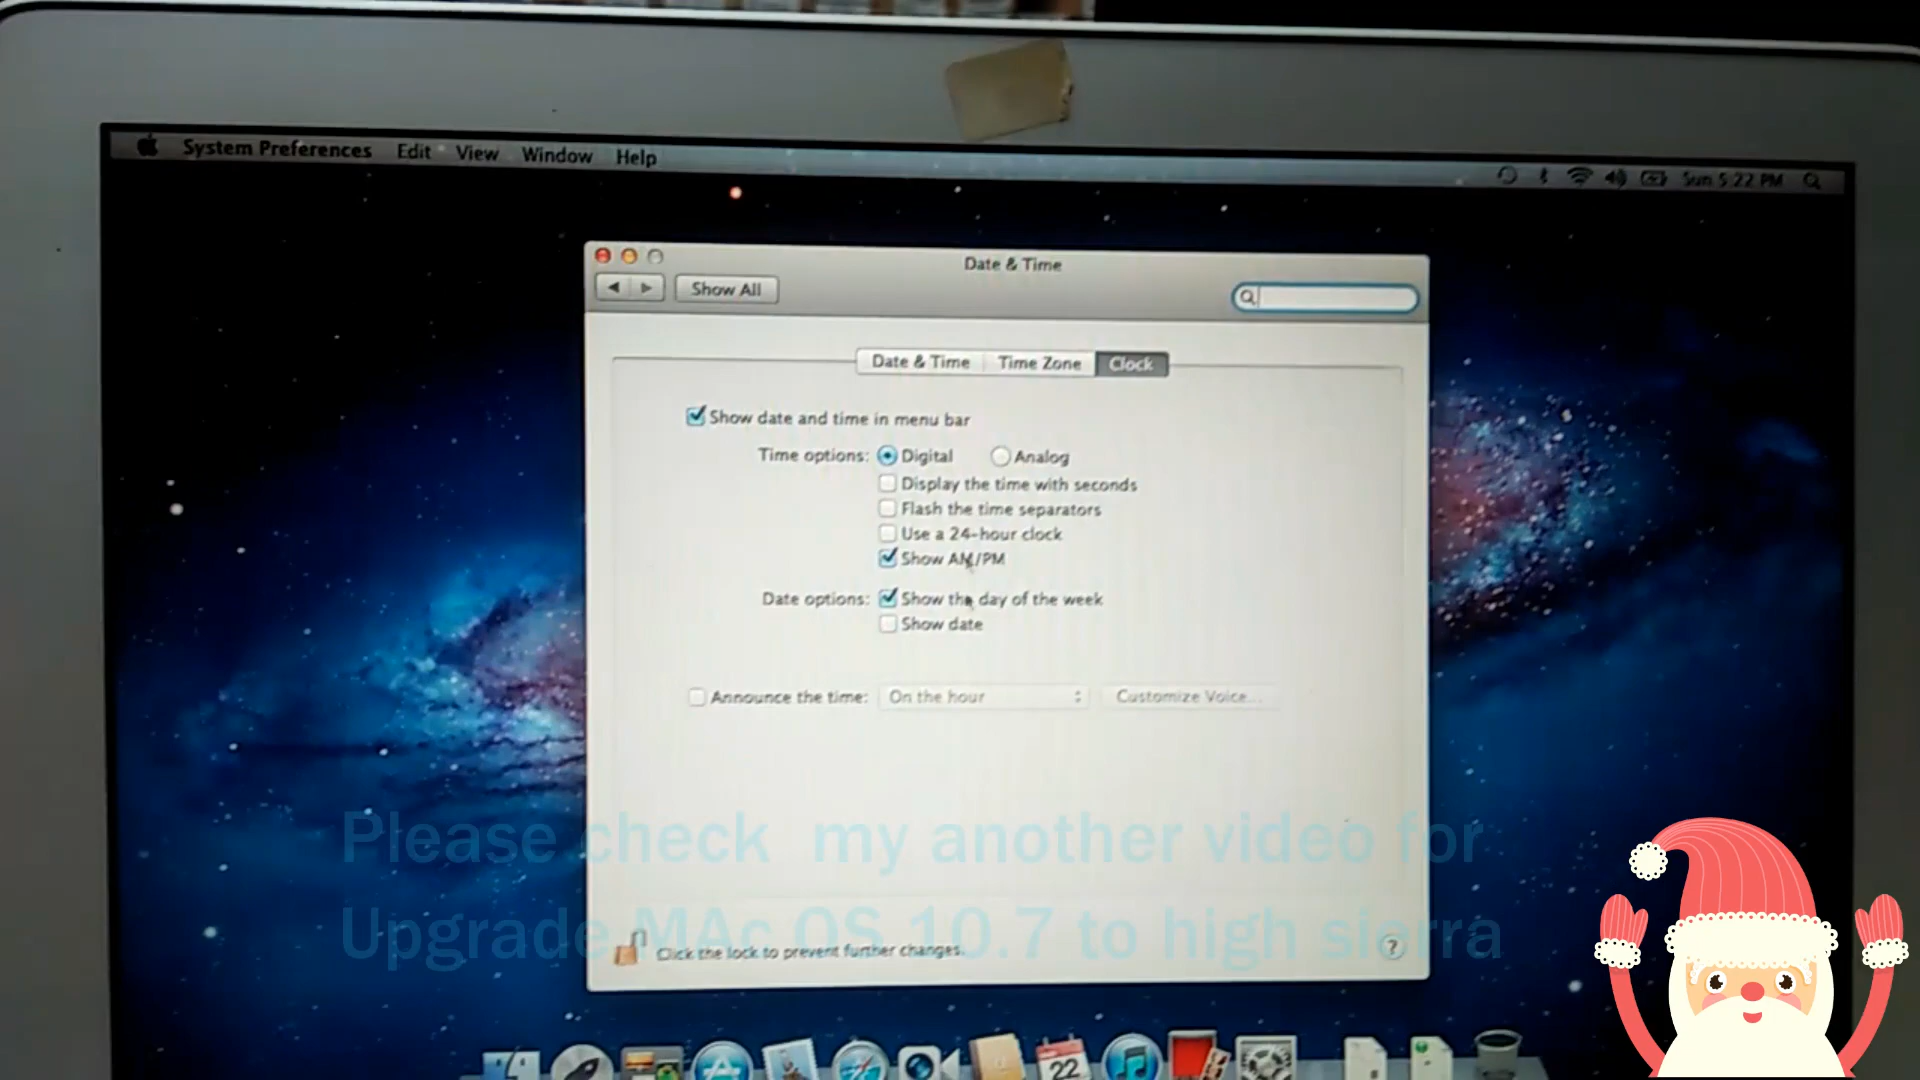 System Preferences Edit View Window Help
Sun 5:22 PM
Date & Time
Show All
Date & Time Time Zone Clock
Show date and time in menu bar
Time options: Digital Analog
Display the time with seconds
Flash the time separators
Use a 24-hour clock
Show AM/PM
Date options: Show the day of the week
Show date
Announce the time: On the hour Customize Voice...
Please check my another video for
Upgrade MAc OS 10.7 to high sierra
Click the lock to prevent further changes.
?
22